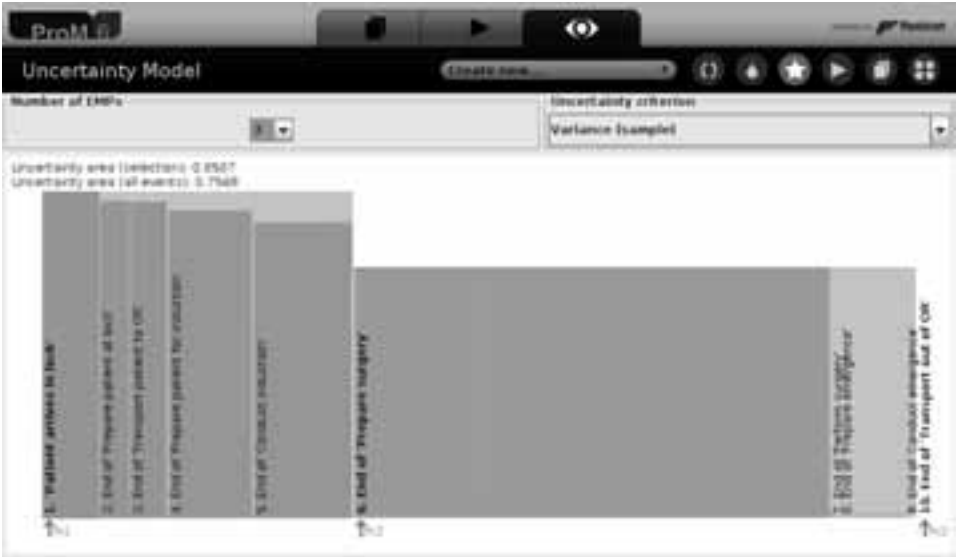 ProM 6
Uncertainty Model
Create new...
Number of EMPs
3
Uncertainty criterion
Variance (sample)
Uncertainty area (selection): 0.8507
Uncertainty area (all events): 0.7569
1. 'Patient arrives in lock'
2. End of 'Prepare patient at lock'
3. End of 'Transport patient to OR'
4. End of 'Prepare patient for induction'
5. End of 'Conduct induction'
6. End of 'Prepare surgery'
7. End of 'Perform surgery'
8. End of 'Prepare emergence'
9. End of 'Conduct emergence'
10. End of 'Transport out of OR'